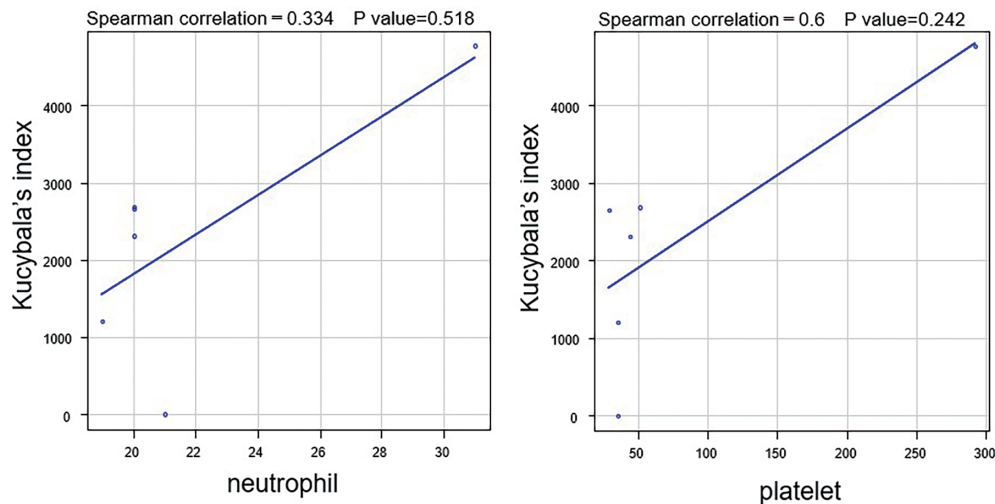 Spearman correlation = 0.334 P value=0.518
Kucybala's index
4000
3000
2000
1000
0
20 22 24 26 28 30
neutrophil
Spearman correlation = 0.6 P value=0.242
Kucybala's index
4000
3000
2000
1000
0
50 100 150 200 250 300
platelet